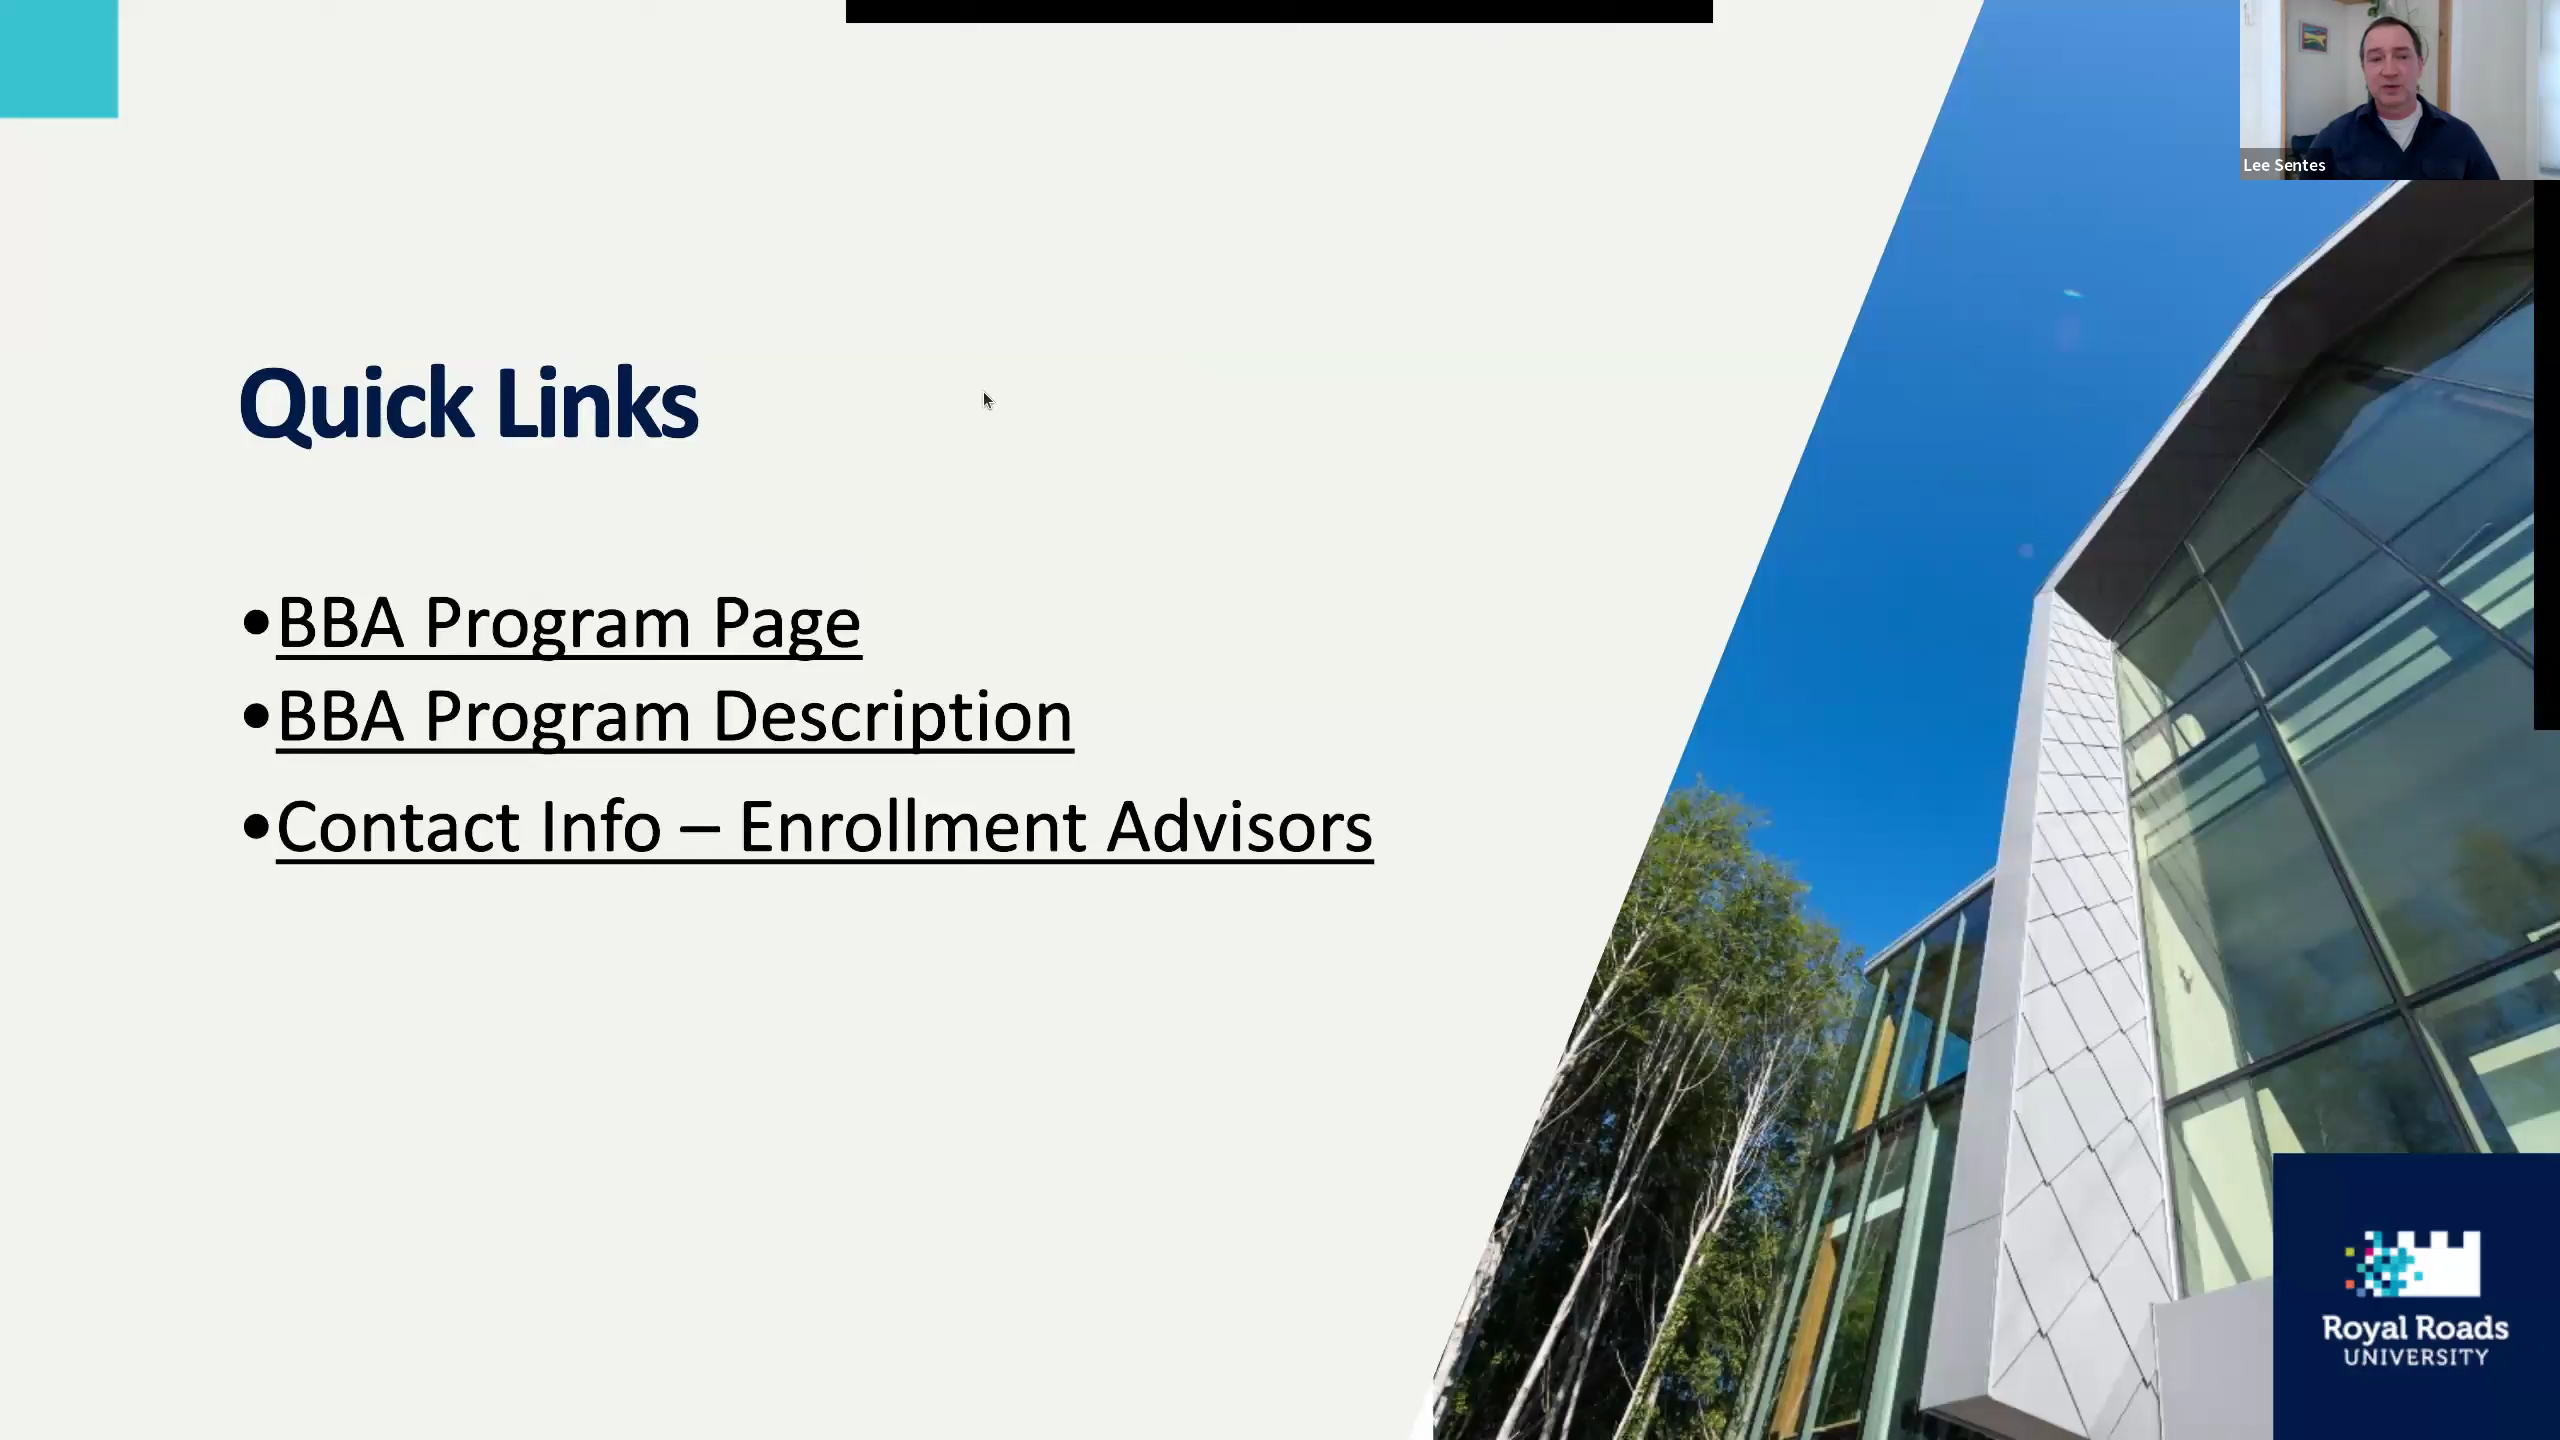 Lee Sentes
Quick Links
•BBA Program Page
•BBA Program Description
•Contact Info – Enrollment Advisors
Royal Roads
UNIVERSITY